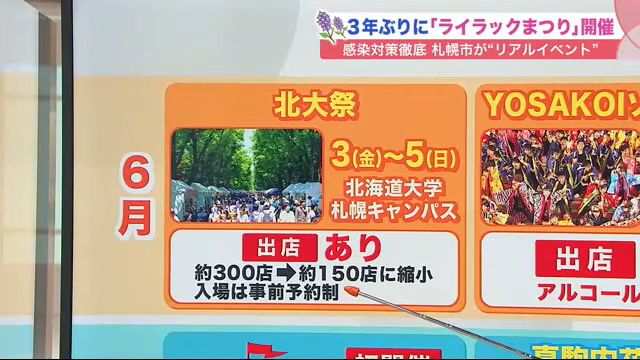 3年ぶりに「ライラックまつり」開催
感染対策徹底 札幌市が“リアルイベント”
6月
北大祭
3(金)～5(日)
北海道大学
札幌キャンパス
出店 あり
約300店➡約150店に縮小
入場は事前予約制
YOSAKOIソ
出店
アルコール
初開催